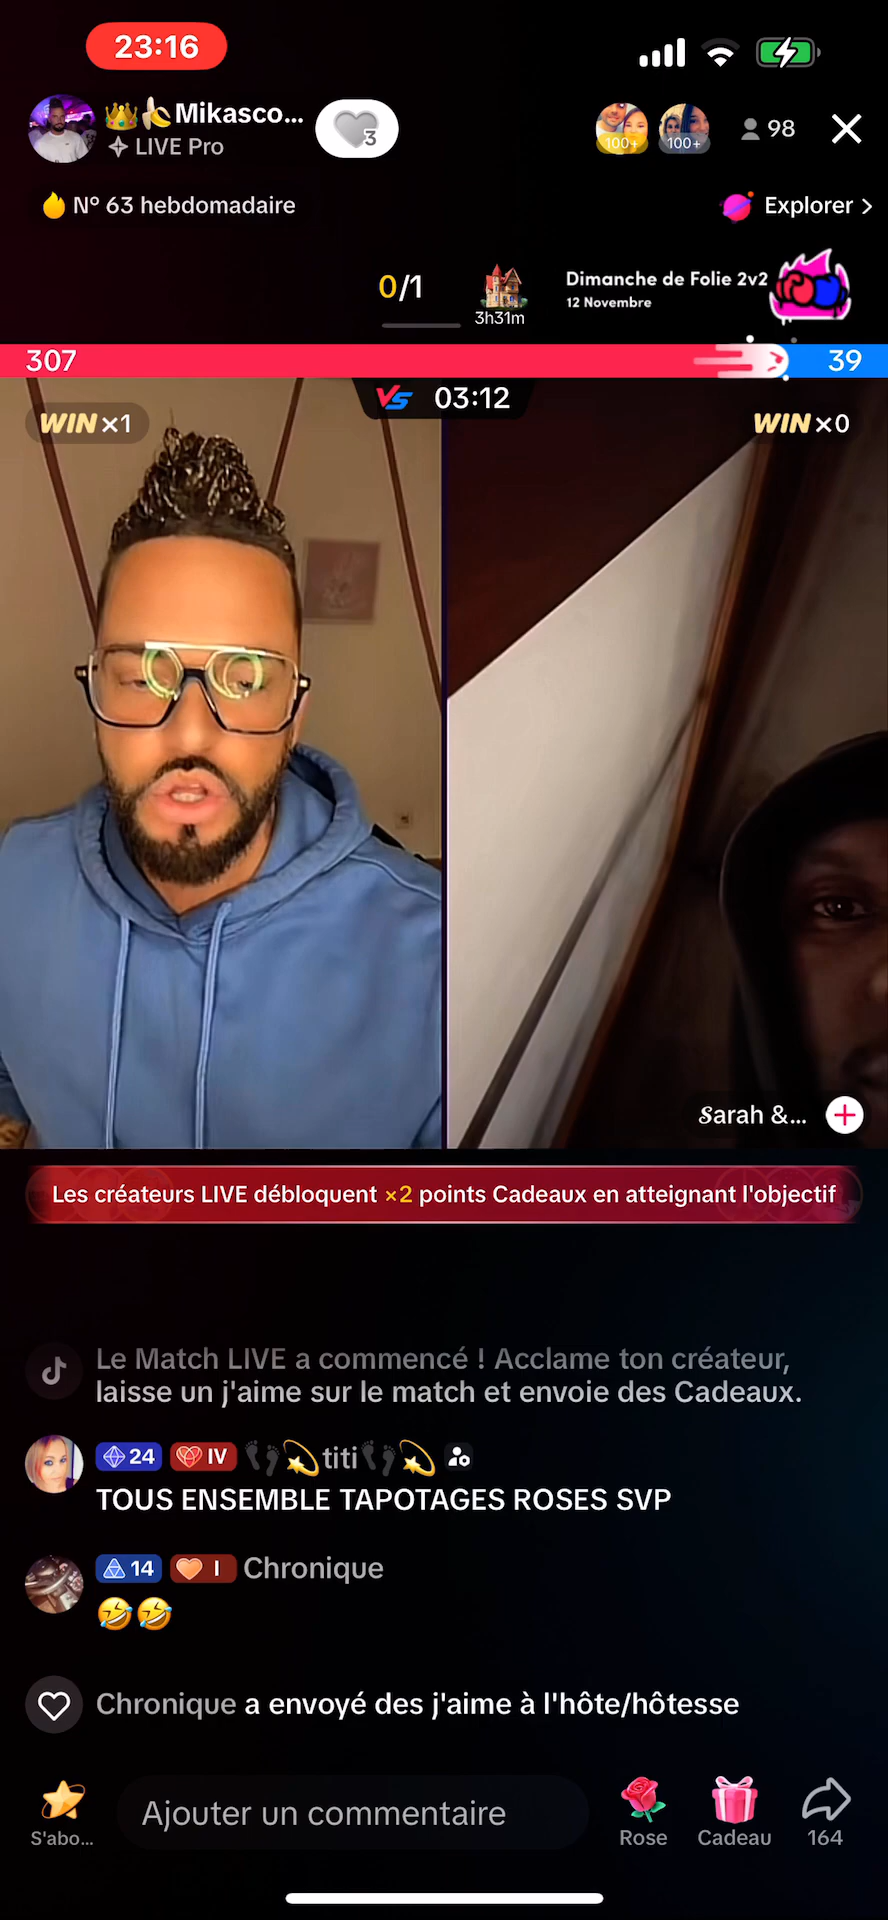 23:16
Mikasco...
LIVE Pro
3
100+
100+
98
N° 63 hebdomadaire
Explorer
0/1
3h31m
Dimanche de Folie 2v2
12 Novembre
307
39
VS 03:12
WIN x1
WIN x0
Sarah &...
Les créateurs LIVE débloquent x2 points Cadeaux en atteignant l'objectif
Le Match LIVE a commencé ! Acclame ton créateur,
laisse un j'aime sur le match et envoie des Cadeaux.
24 IV titi
TOUS ENSEMBLE TAPOTAGES ROSES SVP
14 I Chronique
Chronique a envoyé des j'aime à l'hôte/hôtesse
S'abo...
Ajouter un commentaire
Rose
Cadeau
164